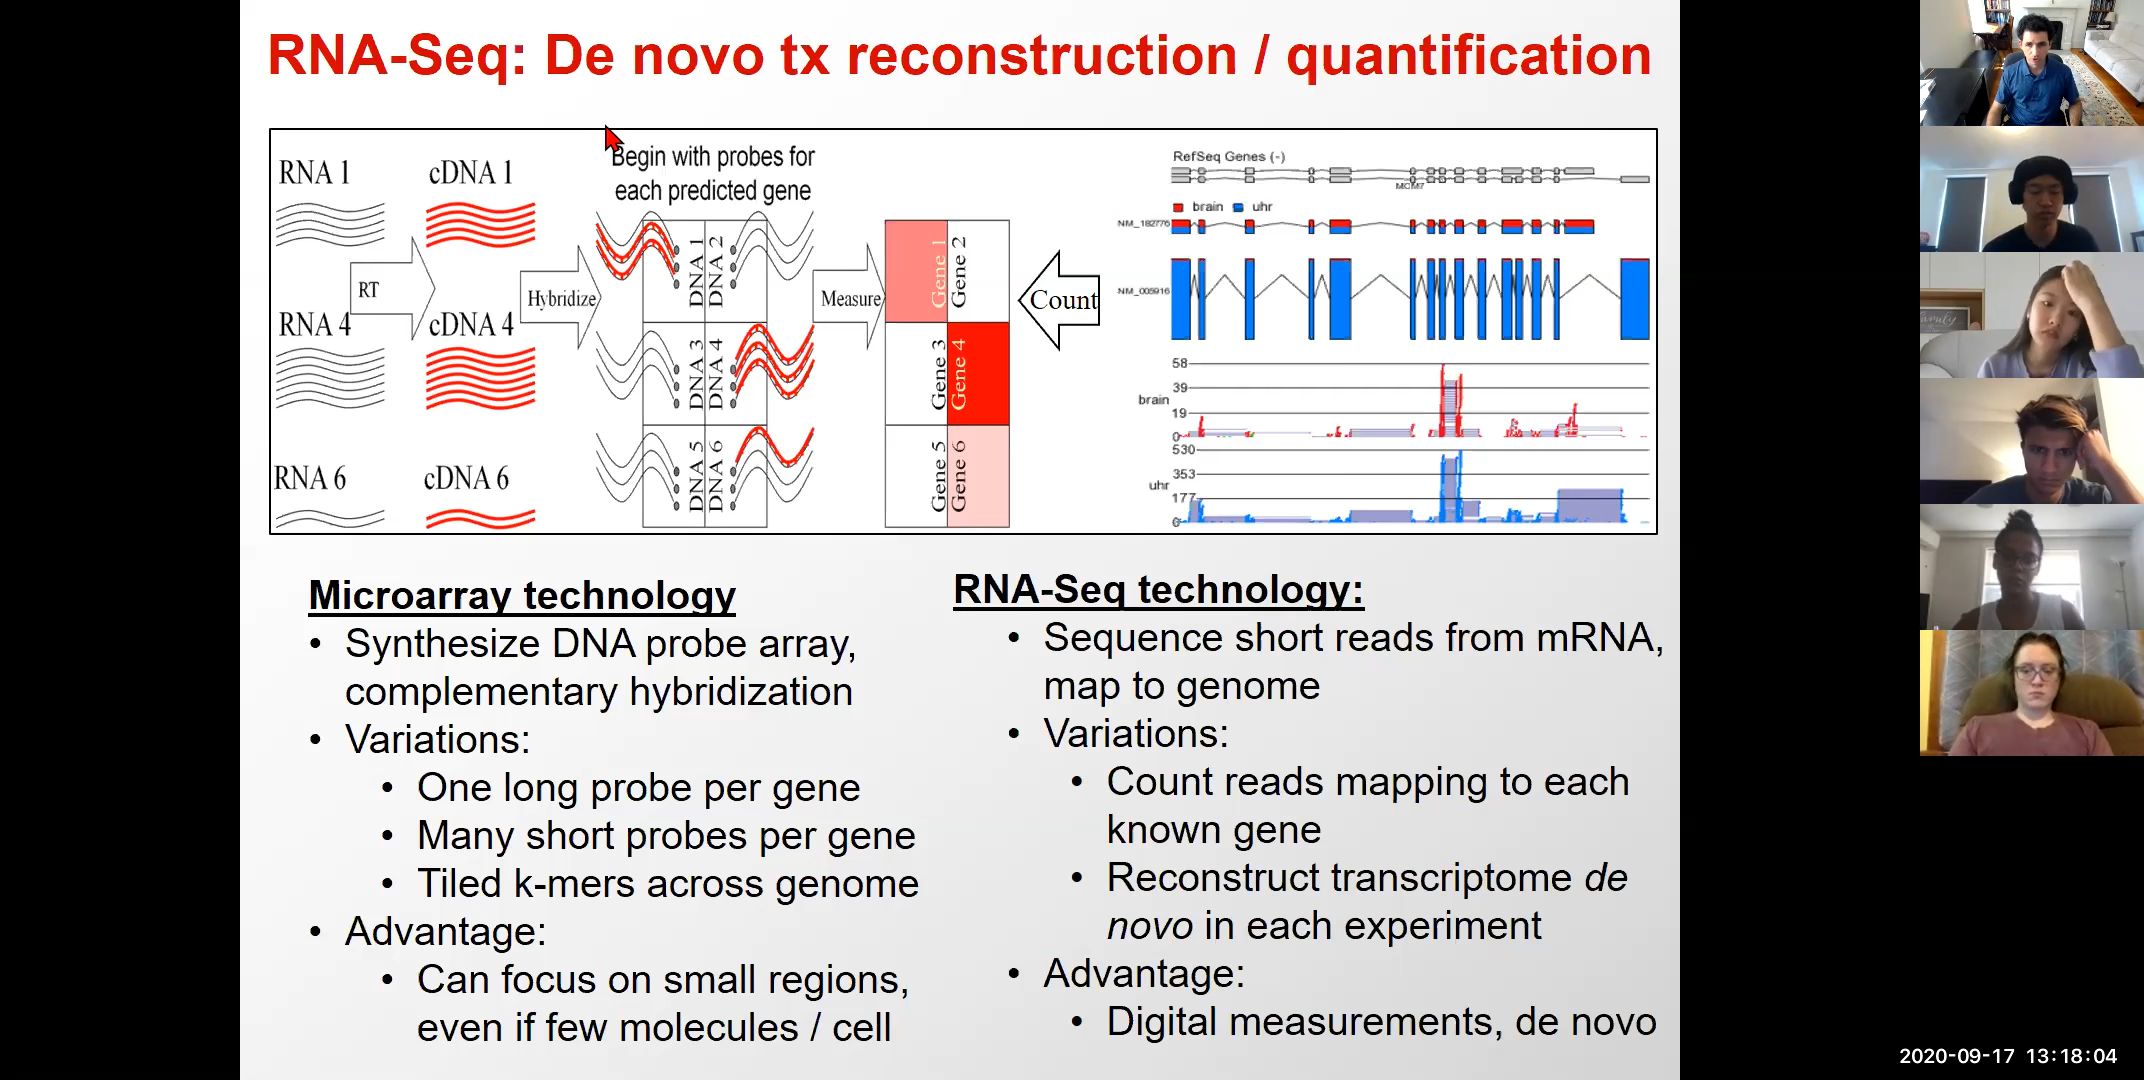 RNA-Seq: De novo tx reconstruction / quantification
RNA 1
cDNA 1
RT
RNA 4
cDNA 4
RNA 6
cDNA 6
Hybridize
Begin with probes for
each predicted gene
DNA 1
DNA 2
DNA 3
DNA 4
DNA 5
DNA 6
Measure
Gene 1
Gene 2
Gene 3
Gene 4
Gene 5
Gene 6
Count
RefSeq Genes (-)
MCM7
brain uhr
NM_182776
NM_005916
58
39
brain
19
0
530
353
uhr
177
0
Microarray technology
• Synthesize DNA probe array,
complementary hybridization
• Variations:
• One long probe per gene
• Many short probes per gene
• Tiled k-mers across genome
• Advantage:
• Can focus on small regions,
even if few molecules / cell
RNA-Seq technology:
• Sequence short reads from mRNA,
map to genome
• Variations:
• Count reads mapping to each
known gene
• Reconstruct transcriptome de
novo in each experiment
• Advantage:
• Digital measurements, de novo
2020-09-17 13:18:04